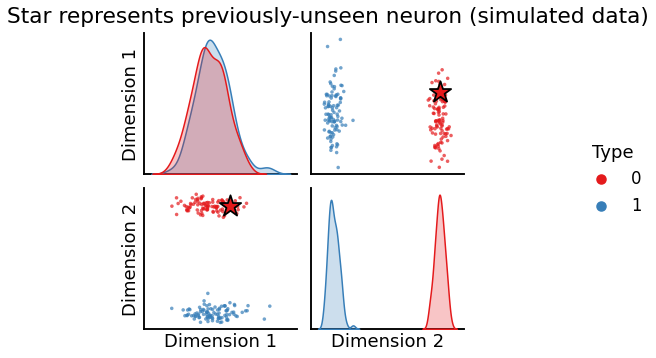 Star represents previously-unseen neuron (simulated data)
Dimension 1
Type
0
1
Dimension 2
Dimension 1
Dimension 2